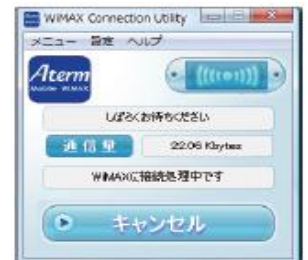 WiMAX Connection Utility
メニュー 設定 ヘルプ
Aterm
Mobile WiMAX
しばらくお待ちください
通信量 22.06 Kbytes
WiMAXに接続処理中です
キャンセル